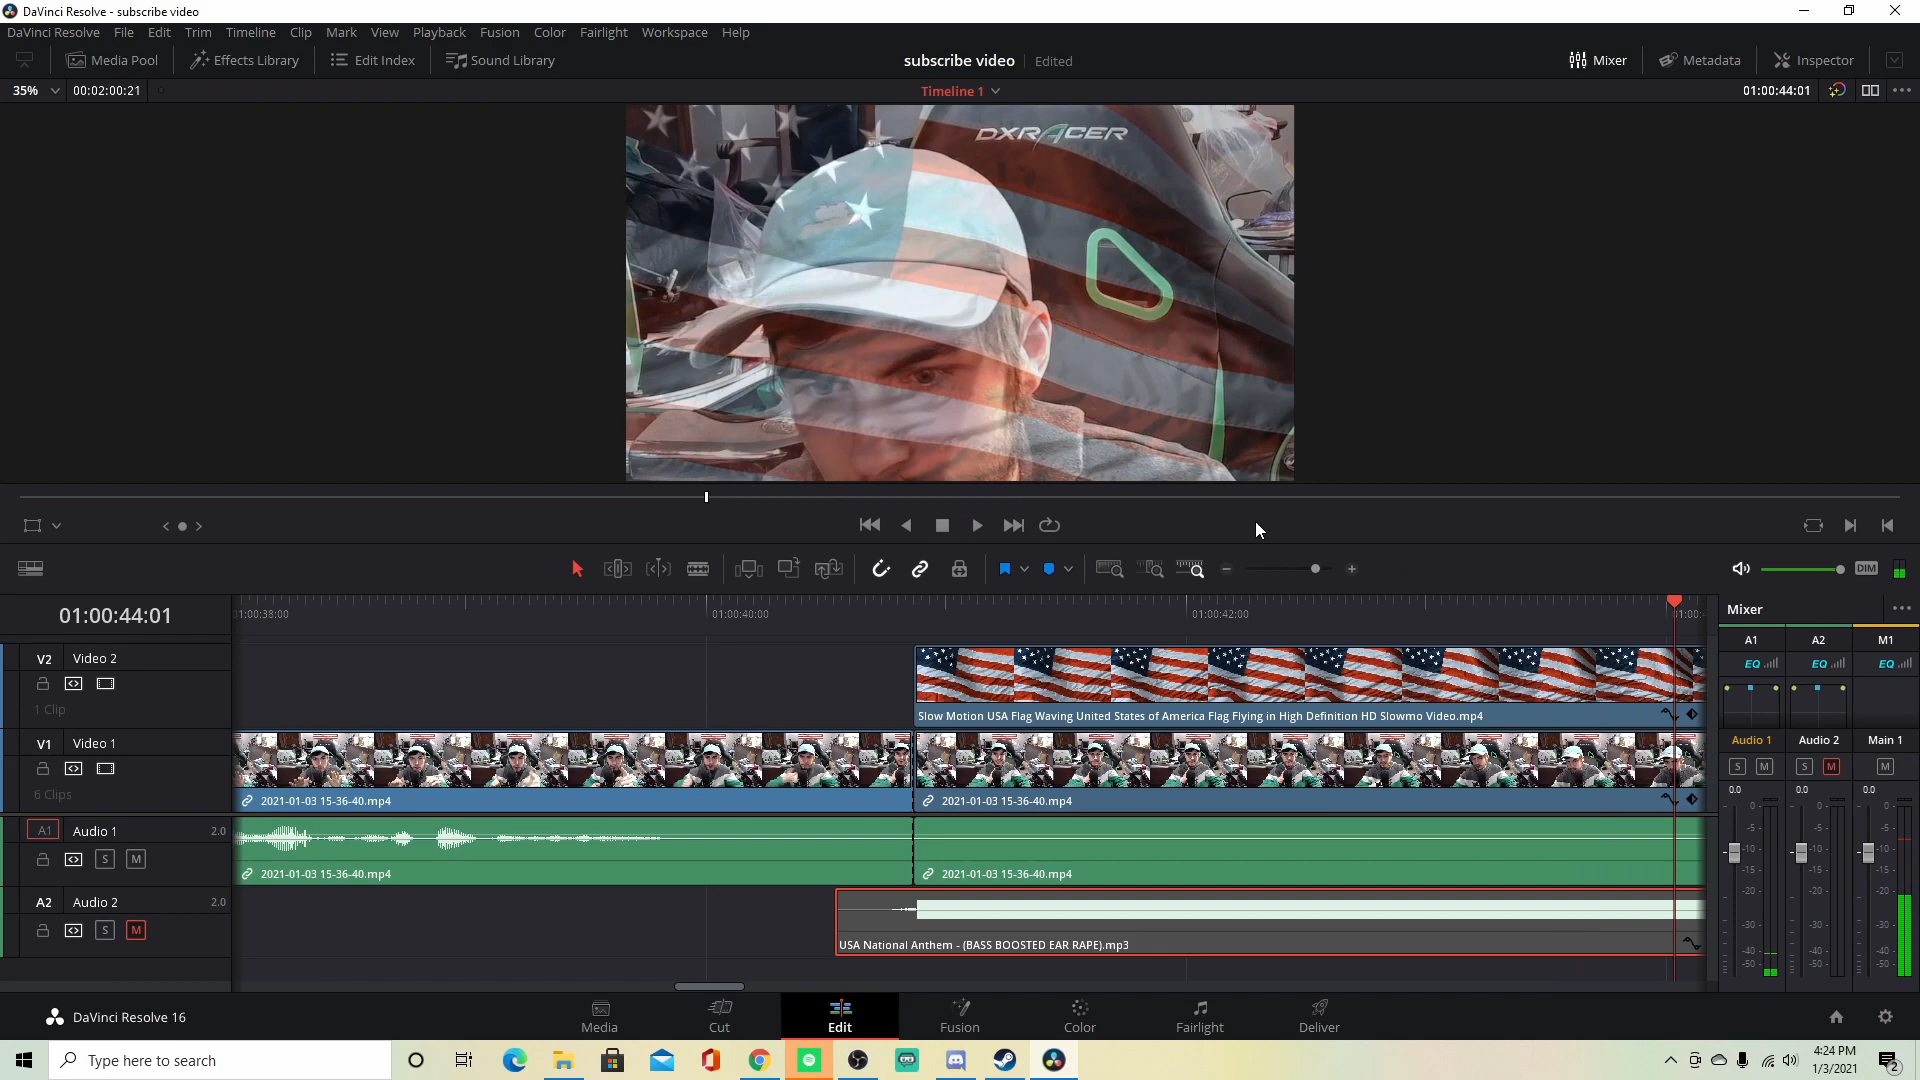 DaVinci Resolve - subscribe video
DaVinci Resolve File Edit Trim Timeline Clip Mark View Playback Fusion Color Fairlight Workspace Help
Media Pool Effects Library Edit Index Sound Library subscribe video Edited Mixer Metadata Inspector
35% 00:02:00:21 Timeline 1 01:00:44:01
DXRACER
DIM
01:00:44:01 01:00:38:00 01:00:40:00 01:00:42:00 Mixer
A1 A2 M1
V2 Video 2
EQ EQ EQ
1 Clip
Slow Motion USA Flag Waving United States of America Flag Flying in High Definition HD Slowmo Video.mp4
V1 Video 1
Audio 1 Audio 2 Main 1
S M S M M
6 Clips
0.0 0.0 0.0
2021-01-03 15-36-40.mp4 2021-01-03 15-36-40.mp4
0 0 0
-5 -5 -5
-10 -10 -10
-15 -15 -15
-20 -20 -20
-30 -30 -30
-40 -40 -40
-50 -50 -50
A1 Audio 1 2.0
S M
2021-01-03 15-36-40.mp4 2021-01-03 15-36-40.mp4
A2 Audio 2 2.0
S M
USA National Anthem - (BASS BOOSTED EAR RAPE).mp3
DaVinci Resolve 16
Media Cut Edit Fusion Color Fairlight Deliver
Type here to search
4:24 PM
1/3/2021
2